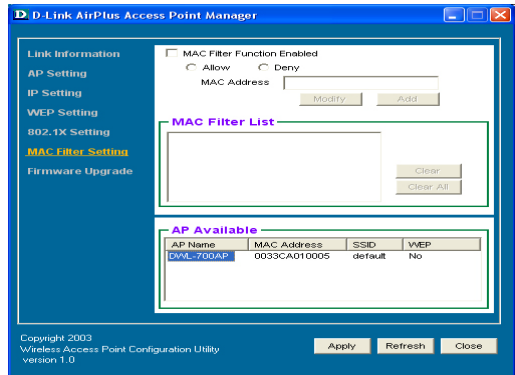 D-Link AirPlus Access Point Manager
Link Information
AP Setting
IP Setting
WEP Setting
802.1X Setting
MAC Filter Setting
Firmware Upgrade
MAC Filter Function Enabled
Allow Deny
MAC Address
Modify Add
MAC Filter List
Clear
Clear All
AP Available
AP Name MAC Address SSID WEP
DWL-700AP 0033CA010005 default No
Copyright 2003
Wireless Access Point Configuration Utility
version 1.0
Apply Refresh Close